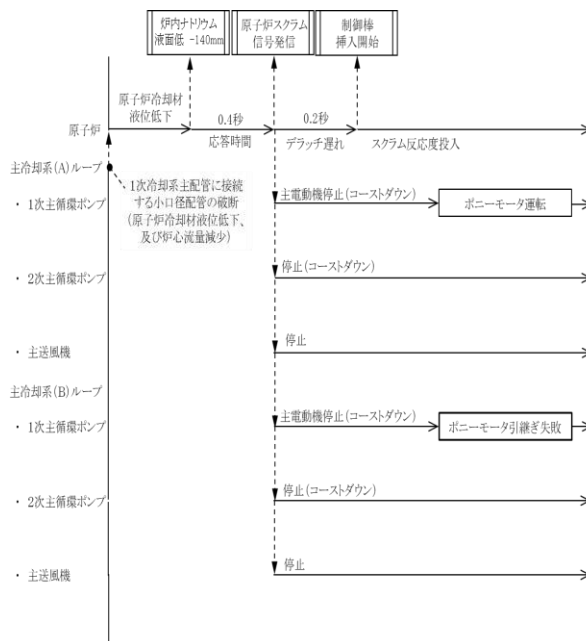 炉内ナトリウム
液面低 -140mm
原子炉スクラム
信号発信
制御棒
挿入開始
原子炉冷却材
液位低下
0.4秒
0.2秒
原子炉
応答時間
デラッチ遅れ
スクラム反応度投入
主冷却系(A)ループ
1次冷却系主配管に接続
する小口径配管の破断
(原子炉冷却材液位低下、
及び炉心流量減少)
・ 1次主循環ポンプ
主電動機停止(コーストダウン)
ポニーモータ運転
・ 2次主循環ポンプ
停止(コーストダウン)
・ 主送風機
停止
主冷却系(B)ループ
・ 1次主循環ポンプ
主電動機停止(コーストダウン)
ポニーモータ引継ぎ失敗
・ 2次主循環ポンプ
停止(コーストダウン)
・ 主送風機
停止